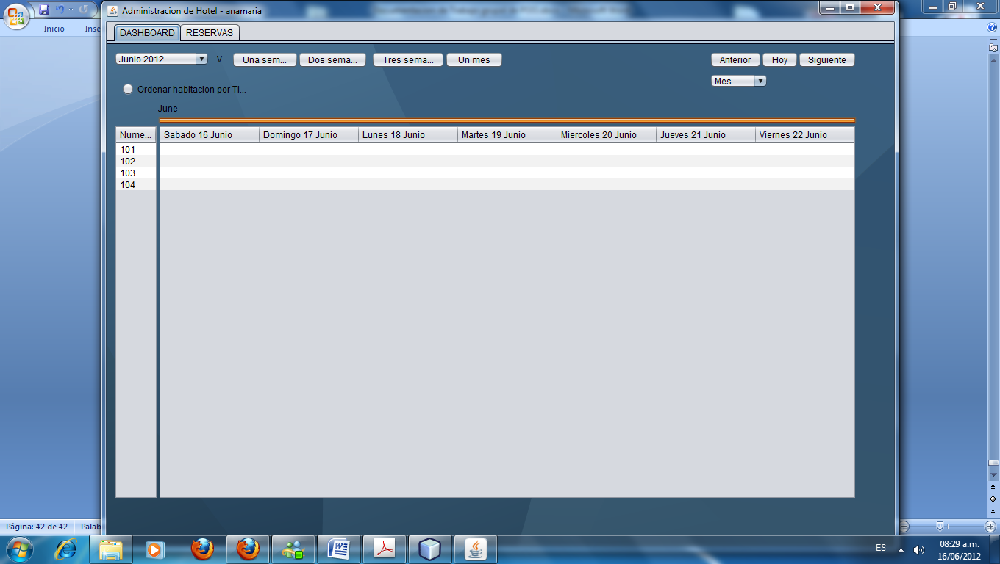 Administracion de Hotel - anamaria
Inicio Inse
DASHBOARD RESERVAS
Junio 2012 V... Una sem... Dos sema... Tres sema... Un mes Anterior Hoy Siguiente
Mes
Ordenar habitacion por Ti...
June
Nume... Sabado 16 Junio Domingo 17 Junio Lunes 18 Junio Martes 19 Junio Miercoles 20 Junio Jueves 21 Junio Viernes 22 Junio
101
102
103
104
Página: 42 de 42 Palab
ES 08:29 a.m.
16/06/2012